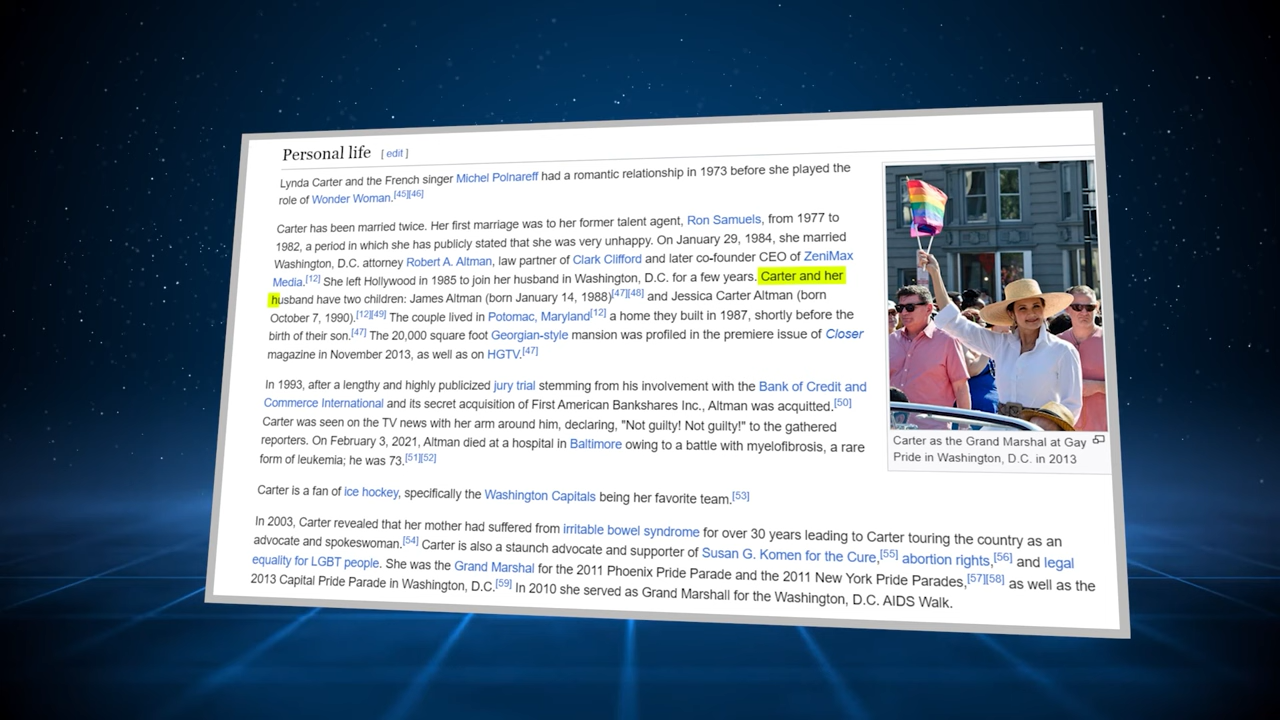 Personal life [ edit ]
Lynda Carter and the French singer Michel Polnareff had a romantic relationship in 1973 before she played the
role of Wonder Woman.[45][46]
Carter has been married twice. Her first marriage was to her former talent agent, Ron Samuels, from 1977 to
1982, a period in which she has publicly stated that she was very unhappy. On January 29, 1984, she married
Washington, D.C. attorney Robert A. Altman, law partner of Clark Clifford and later co-founder CEO of ZeniMax
Media.[12] She left Hollywood in 1985 to join her husband in Washington, D.C. for a few years. Carter and her
husband have two children: James Altman (born January 14, 1988)[47][48] and Jessica Carter Altman (born
October 7, 1990).[12][49] The couple lived in Potomac, Maryland[12] a home they built in 1987, shortly before the
birth of their son.[47] The 20,000 square foot Georgian-style mansion was profiled in the premiere issue of Closer
magazine in November 2013, as well as on HGTV.[47]
In 1993, after a lengthy and highly publicized jury trial stemming from his involvement with the Bank of Credit and
Commerce International and its secret acquisition of First American Bankshares Inc., Altman was acquitted.[50]
Carter was seen on the TV news with her arm around him, declaring, "Not guilty! Not guilty!" to the gathered
reporters. On February 3, 2021, Altman died at a hospital in Baltimore owing to a battle with myelofibrosis, a rare
form of leukemia; he was 73.[51][52]
Carter is a fan of ice hockey, specifically the Washington Capitals being her favorite team.[53]
In 2003, Carter revealed that her mother had suffered from irritable bowel syndrome for over 30 years leading to Carter touring the country as an
advocate and spokeswoman.[54] Carter is also a staunch advocate and supporter of Susan G. Komen for the Cure,[55] abortion rights,[56] and legal
equality for LGBT people. She was the Grand Marshal for the 2011 Phoenix Pride Parade and the 2011 New York Pride Parades,[57][58] as well as the
2013 Capital Pride Parade in Washington, D.C.[59] In 2010 she served as Grand Marshall for the Washington, D.C. AIDS Walk.
Carter as the Grand Marshal at Gay
Pride in Washington, D.C. in 2013